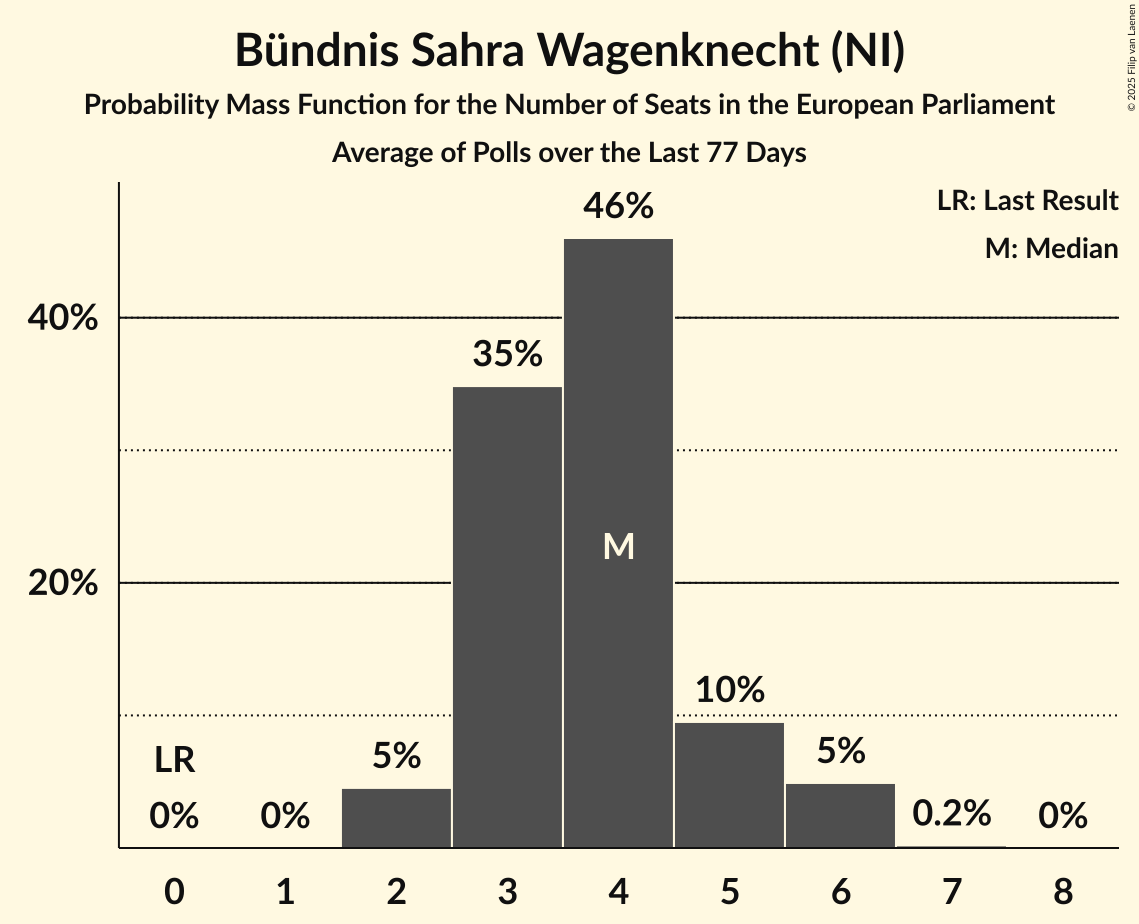 Bündnis Sahra Wagenknecht (NI)
Probability Mass Function for the Number of Seats in the European Parliament
Average of Polls over the Last 77 Days
© 2025 Filip van Laenen
LR: Last Result
M: Median
46%
40%
35%
M
20%
10%
LR
5%
5%
0%
0%
0.2%
0%
0 1 2 3 4 5 6 7 8